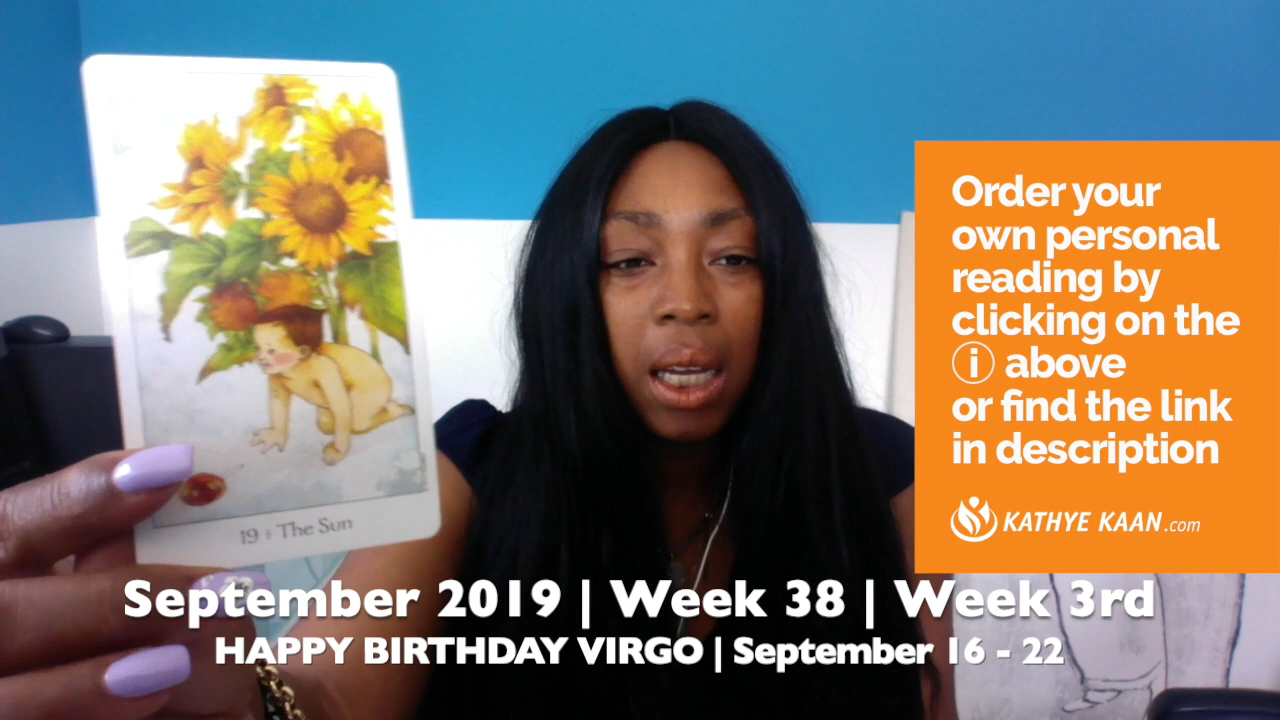 19 ÷ The Sun
Order your
own personal
reading by
clicking on the
i above
or find the link
in description
KATHYE KAAN.com
September 2019 | Week 38 | Week 3rd
HAPPY BIRTHDAY VIRGO | September 16 - 22